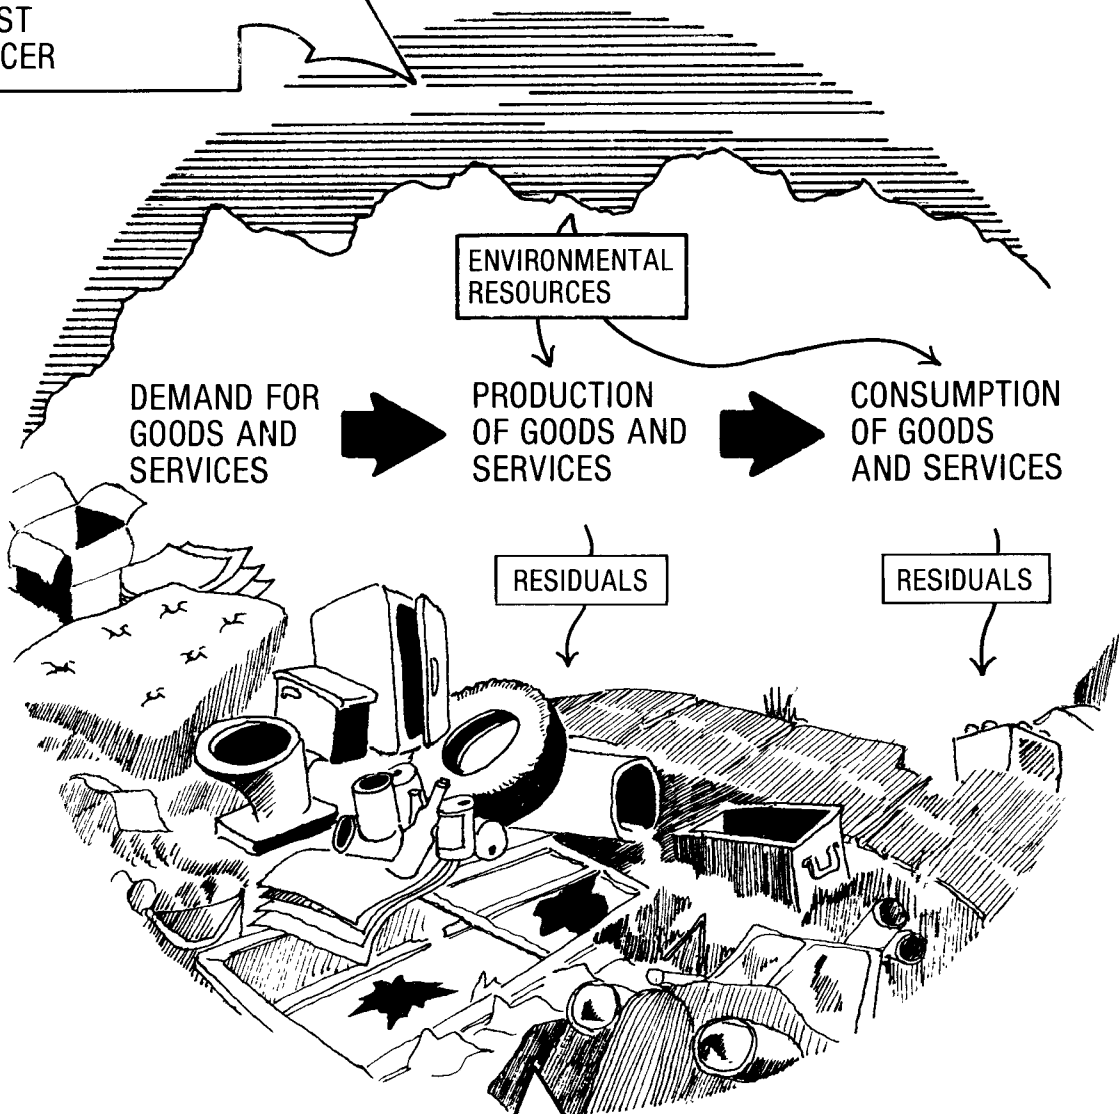 ST
CER
ENVIRONMENTAL
RESOURCES
DEMAND FOR
GOODS AND
SERVICES
PRODUCTION
OF GOODS AND
SERVICES
CONSUMPTION
OF GOODS
AND SERVICES
RESIDUALS
RESIDUALS